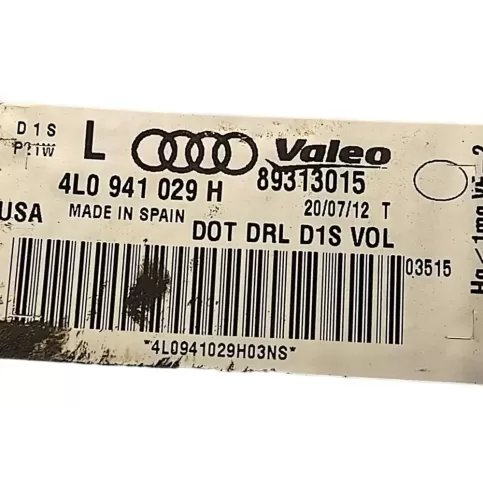 D1S L Valeo
P21W
4L0 941 029 H 89313015
USA MADE IN SPAIN 20/07/12 T
DOT DRL D1S VOL
03515
*4L0941029H03NS*